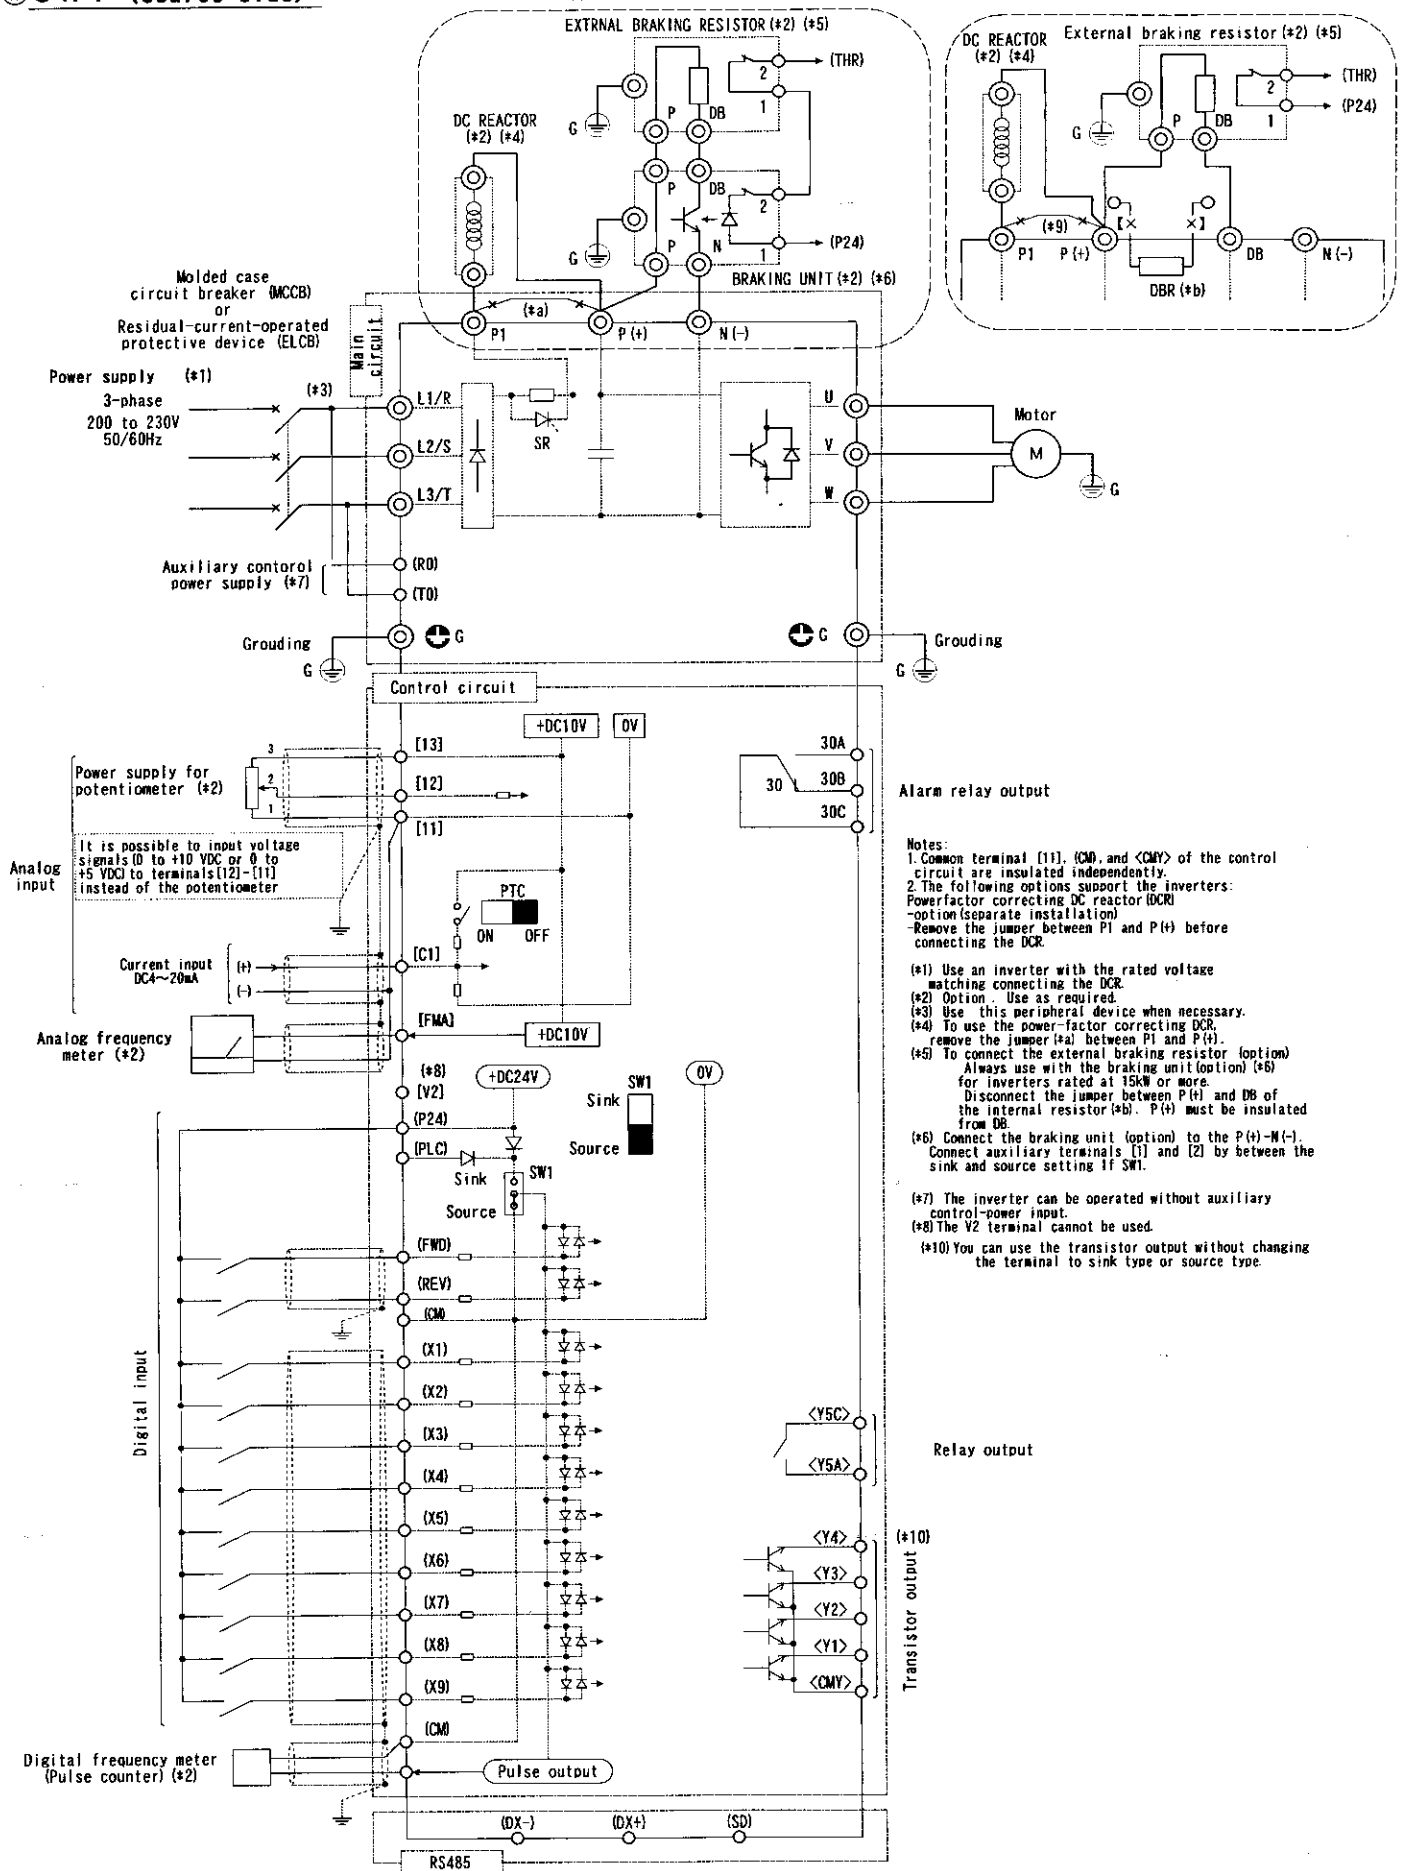 EXTRNAL BRAKING RESISTOR (*2) (*5)
2
(THR)
1
G
P
DB
DC REACTOR
(*2) (*4)
P
DB
2
G
P
N
1
(P24)
BRAKING UNIT (*2) (*6)
(*a)
P1
P(+)
N(-)
DC REACTOR
(*2) (*4)
External braking resistor (*2) (*5)
2
(THR)
1
(P24)
G
P
DB
(*9)
【×
×】
P1
P(+)
DBR (*b)
DB
N(-)
Molded case
circuit breaker (MCCB)
or
Residual-current-operated
protective device (ELCB)
Main
circuit
Power supply (*1)
3-phase
200 to 230V
50/60Hz
(*3)
L1/R
L2/S
L3/T
SR
U
V
W
Motor
M
G
Auxiliary contorol
power supply (*7)
(R0)
(T0)
Grouding
G
G
G
Grouding
G
Control circuit
+DC10V
0V
[13]
[12]
[11]
3
2
1
Power supply for
potentiometer (*2)
Analog
input
It is possible to input voltage
signals (0 to +10 VDC or 0 to
+5 VDC) to terminals [12]-[11]
instead of the potentiometer
PTC
ON
OFF
Current input
DC4~20mA
(+)
(-)
[C1]
Analog frequency
meter (*2)
[FMA]
+DC10V
30
30A
30B
30C
Alarm relay output
Notes:
1. Common terminal [11], (CM), and <CMY> of the control
circuit are insulated independently.
2. The following options support the inverters:
Powerfactor correcting DC reactor (DCR)
-option (separate installation)
-Remove the jumper between P1 and P(+) before
connecting the DCR.
(*1) Use an inverter with the rated voltage
matching connecting the DCR.
(*2) Option . Use as required.
(*3) Use this peripheral device when necessary.
(*4) To use the power-factor correcting DCR,
remove the jumper (*a) between P1 and P(+).
(*5) To connect the external braking resistor (option)
Always use with the braking unit (option) (*6)
for inverters rated at 15kW or more.
Disconnect the jumper between P(+) and DB of
the internal resistor (*b). P(+) must be insulated
from DB.
(*6) Connect the braking unit (option) to the P(+)-N(-).
Connect auxiliary terminals [1] and [2] by between the
sink and source setting If SW1.
(*7) The inverter can be operated without auxiliary
control-power input.
(*8) The V2 terminal cannot be used.
(*10) You can use the transistor output without changing
the terminal to sink type or source type.
(*8)
[V2]
+DC24V
0V
SW1
Sink
Source
(P24)
(PLC)
Sink
SW1
Source
Digital input
(FWD)
(REV)
(CM)
(X1)
(X2)
(X3)
(X4)
(X5)
(X6)
(X7)
(X8)
(X9)
(CM)
<Y5C>
<Y5A>
Relay output
<Y4>
<Y3>
<Y2>
<Y1>
<CMY>
(*10)
Transistor output
Digital frequency meter
(Pulse counter) (*2)
Pulse output
(DX-)
(DX+)
(SD)
RS485